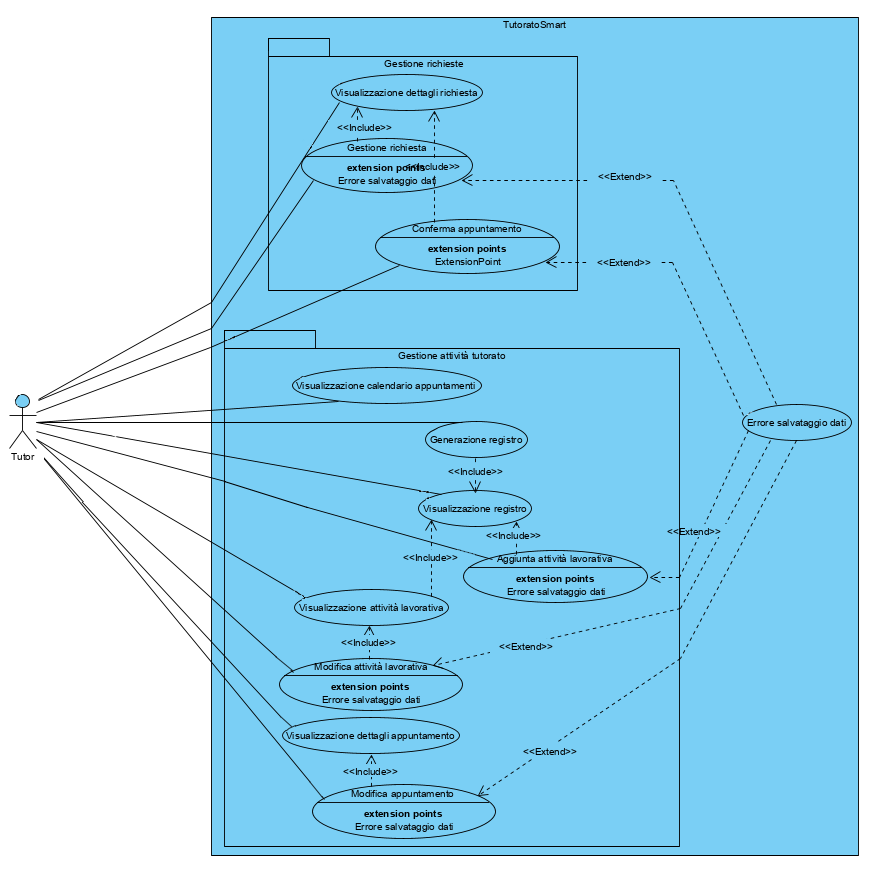 TutoratoSmart
Gestione richieste
Visualizzazione dettagli richiesta
<<Include>>
Gestione richiesta
extension points
<<Include>>
Errore salvataggio dati
<<Extend>>
Conferma appuntamento
extension points
ExtensionPoint
<<Extend>>
Gestione attività tutorato
Visualizzazione calendario appuntamenti
Errore salvataggio dati
Generazione registro
Tutor
<<Include>>
Visualizzazione registro
<<Extend>>
<<Include>>
<<Include>>
Aggiunta attività lavorativa
extension points
Errore salvataggio dati
Visualizzazione attività lavorativa
<<Include>>
<<Extend>>
Modifica attività lavorativa
extension points
Errore salvataggio dati
Visualizzazione dettagli appuntamento
<<Extend>>
<<Include>>
Modifica appuntamento
extension points
Errore salvataggio dati